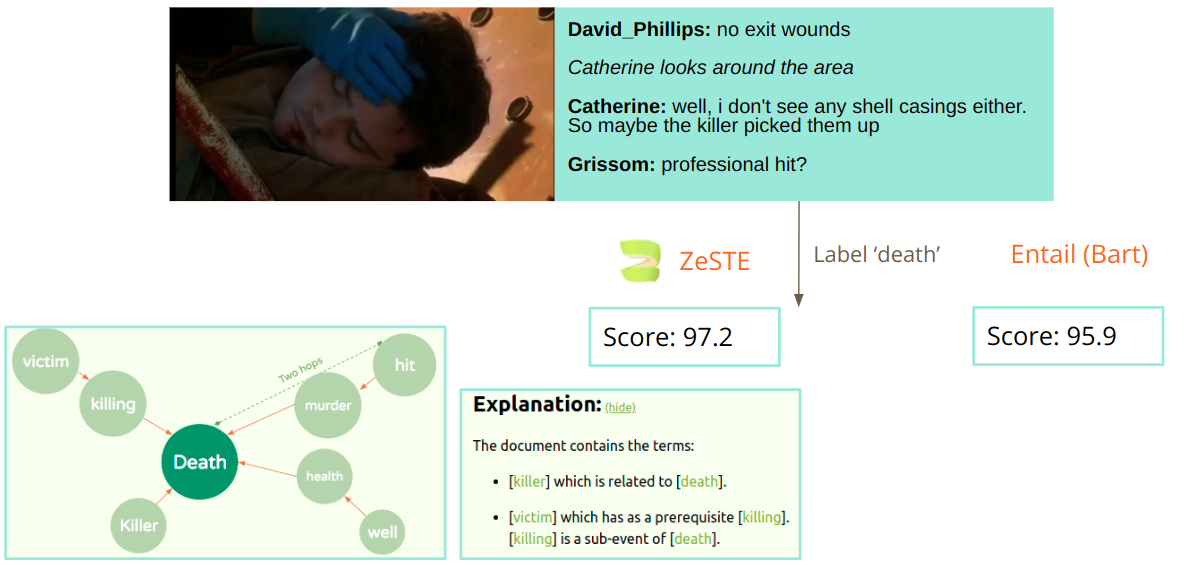 David_Phillips: no exit wounds
Catherine looks around the area
Catherine: well, i don't see any shell casings either.
So maybe the killer picked them up
Grissom: professional hit?
ZeSTE
Label ‘death’
Entail (Bart)
Score: 97.2
Score: 95.9
victim
killing
Two hops
hit
murder
Death
health
Killer
well
Explanation: (hide)
The document contains the terms:
• [killer] which is related to [death].
• [victim] which has as a prerequisite [killing].
[killing] is a sub-event of [death].